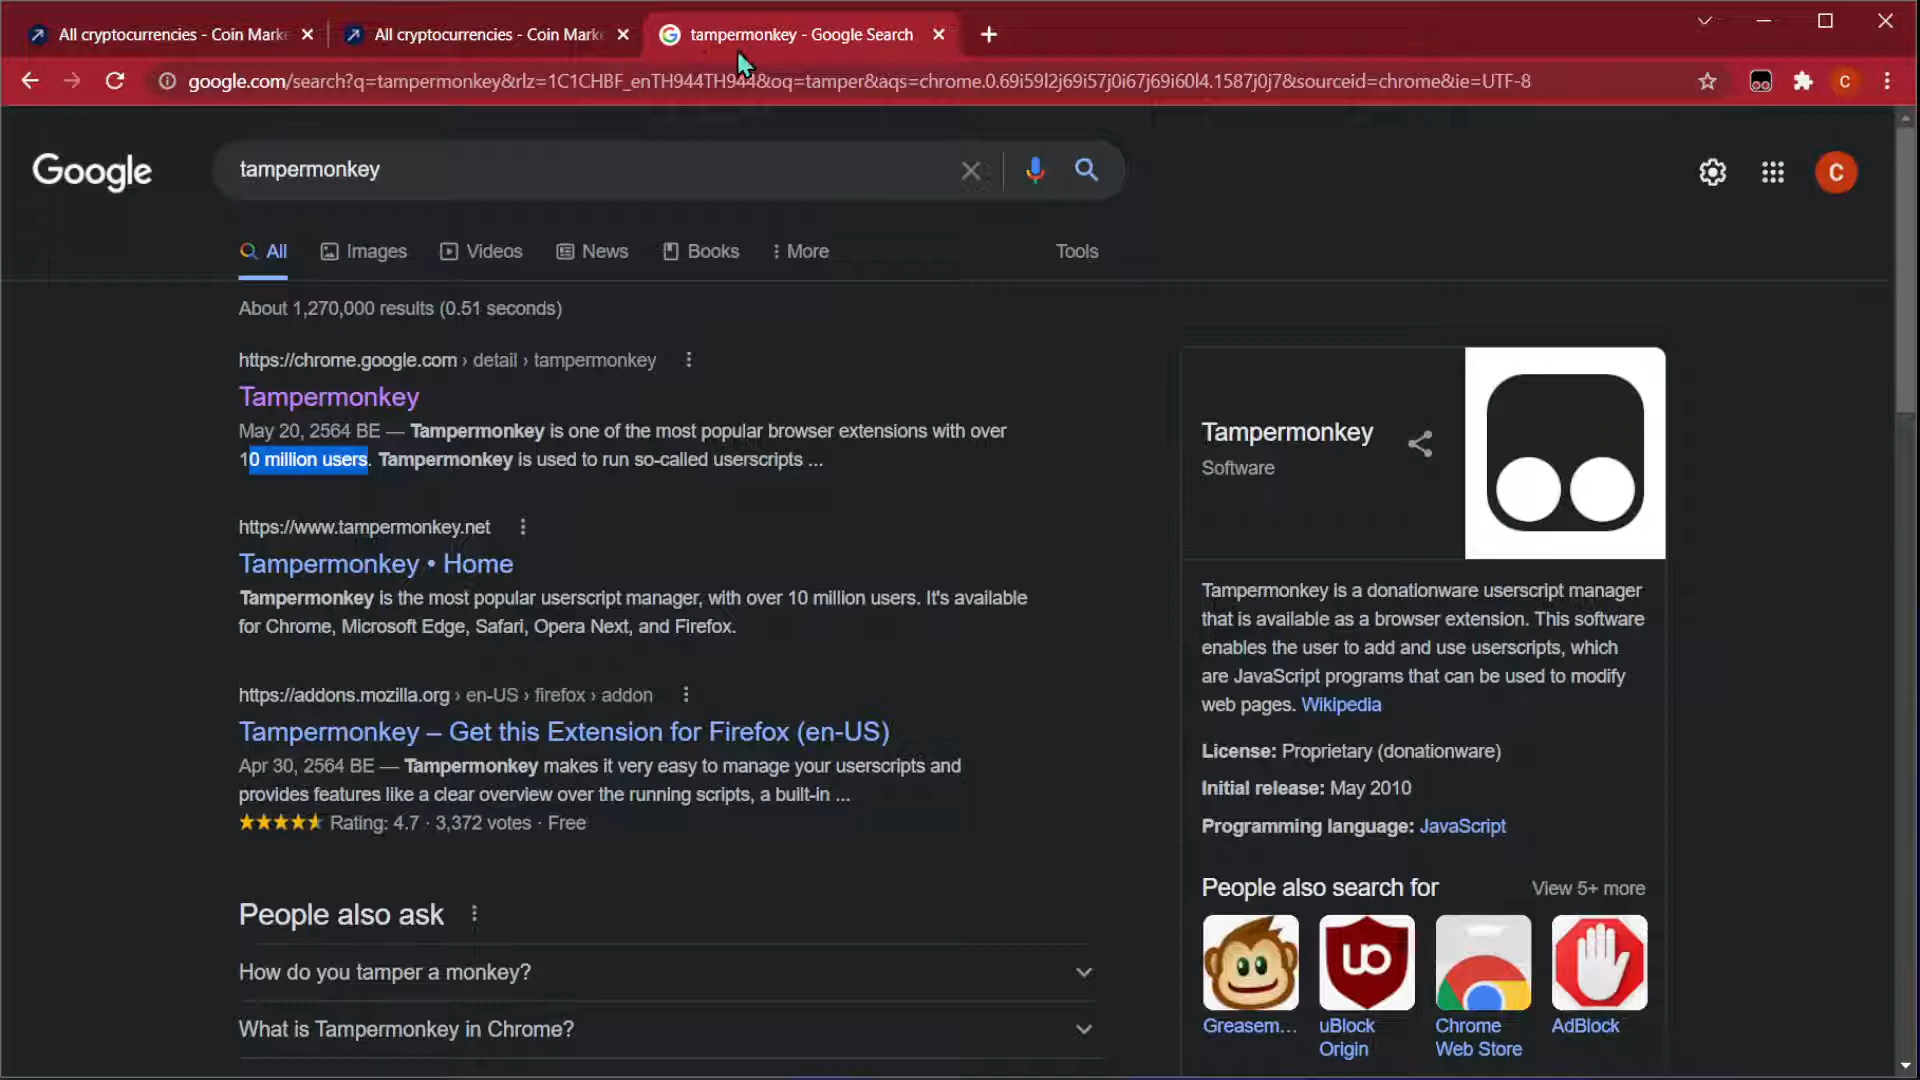 All cryptocurrencies - Coin Marke
All cryptocurrencies - Coin Marke
tampermonkey - Google Search
google.com/search?q=tampermonkey&rlz=1C1CHBF_enTH944TH944&oq=tamper&aqs=chrome.0.69i59l2j69i57j0i67j69i60l4.1587j0j7&sourceid=chrome&ie=UTF-8
C
Google
tampermonkey
C
All
Images
Videos
News
Books
More
Tools
About 1,270,000 results (0.51 seconds)
https://chrome.google.com › detail › tampermonkey
Tampermonkey
May 20, 2564 BE — Tampermonkey is one of the most popular browser extensions with over
10 million users. Tampermonkey is used to run so-called userscripts ...
https://www.tampermonkey.net
Tampermonkey • Home
Tampermonkey is the most popular userscript manager, with over 10 million users. It's available
for Chrome, Microsoft Edge, Safari, Opera Next, and Firefox.
https://addons.mozilla.org › en-US › firefox › addon
Tampermonkey – Get this Extension for Firefox (en-US)
Apr 30, 2564 BE — Tampermonkey makes it very easy to manage your userscripts and
provides features like a clear overview over the running scripts, a built-in ...
Rating: 4.7 · 3,372 votes · Free
People also ask
How do you tamper a monkey?
What is Tampermonkey in Chrome?
Tampermonkey
Software
Tampermonkey is a donationware userscript manager
that is available as a browser extension. This software
enables the user to add and use userscripts, which
are JavaScript programs that can be used to modify
web pages. Wikipedia
License: Proprietary (donationware)
Initial release: May 2010
Programming language: JavaScript
People also search for
View 5+ more
UO
Greasem...
uBlock
Origin
Chrome
Web Store
AdBlock